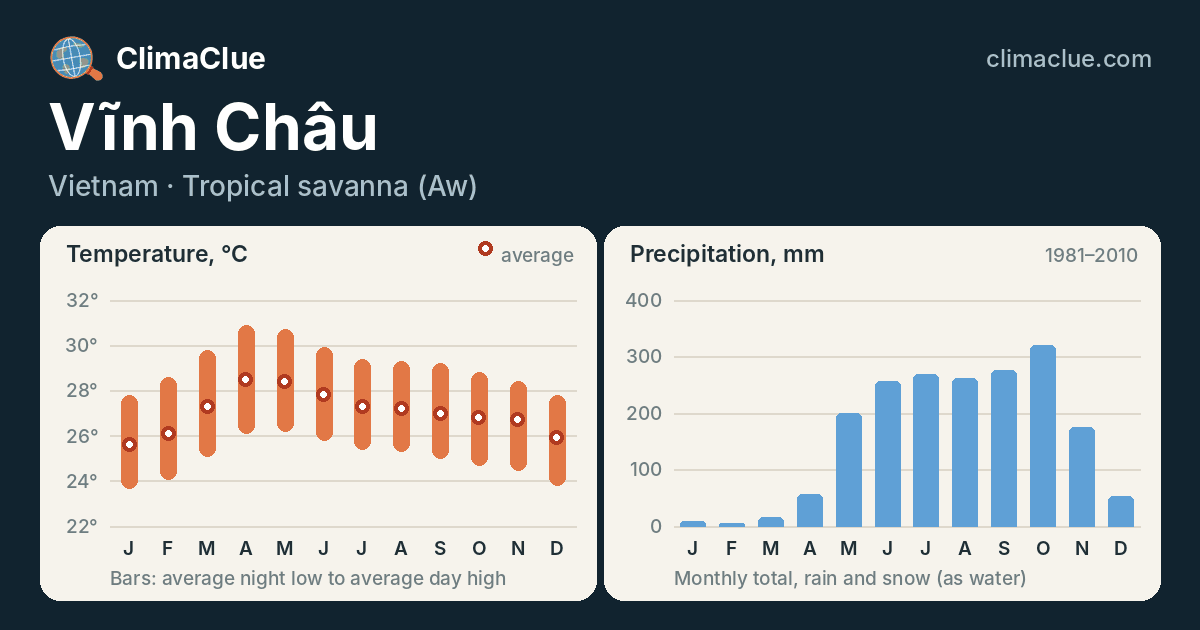 ClimaClue
climaclue.com
Vĩnh Châu
Vietnam · Tropical savanna (Aw)
Temperature, °C
average
32°
30°
28°
26°
24°
22°
J F M A M J J A S O N D
Bars: average night low to average day high
Precipitation, mm
1981–2010
400
300
200
100
0
J F M A M J J A S O N D
Monthly total, rain and snow (as water)